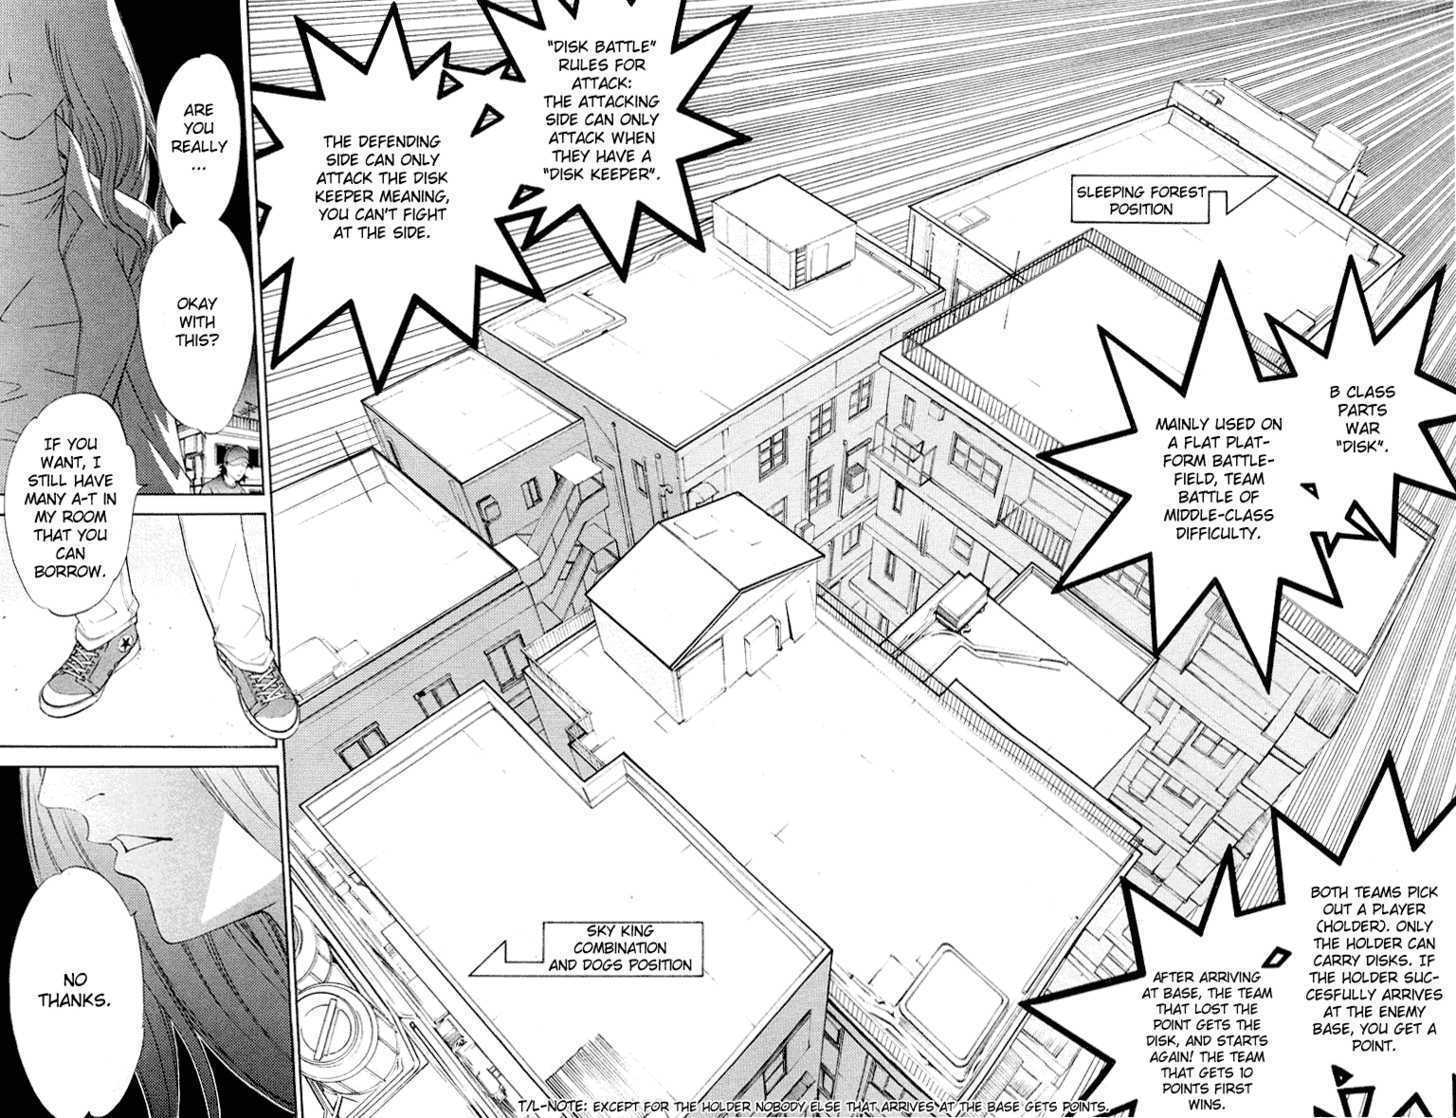 B CLASS
PARTS
WAR
"DISK".
MAINLY USED ON
A FLAT PLAT-
FORM BATTLE-
FIELD, TEAM
BATTLE OF
MIDDLE-CLASS
DIFFICULTY.
BOTH TEAMS PICK
OUT A PLAYER
(HOLDER). ONLY
THE HOLDER CAN
CARRY DISKS. IF
THE HOLDER SUC-
CESFULLY ARRIVES
AT THE ENEMY
BASE, YOU GET A
POINT.
AFTER ARRIVING
AT BASE, THE TEAM
THAT LOST THE
POINT GETS THE
DISK, AND STARTS
AGAIN! THE TEAM
THAT GETS 10
POINTS FIRST
WINS.
SLEEPING FOREST
POSITION
"DISK BATTLE"
RULES FOR
ATTACK:
THE ATTACKING
SIDE CAN ONLY
ATTACK WHEN
THEY HAVE A
"DISK KEEPER".
THE DEFENDING
SIDE CAN ONLY
ATTACK THE DISK
KEEPER MEANING,
YOU CAN'T FIGHT
AT THE SIDE.
SKY KING
COMBINATION
AND DOGS POSITION
T/L-NOTE: EXCEPT FOR THE HOLDER NOBODY ELSE THAT ARRIVES AT THE BASE GETS POINTS.
ARE
YOU
REALLY
...
OKAY
WITH
THIS?
IF YOU
WANT, I
STILL HAVE
MANY A-T IN
MY ROOM
THAT YOU
CAN
BORROW.
NO
THANKS.